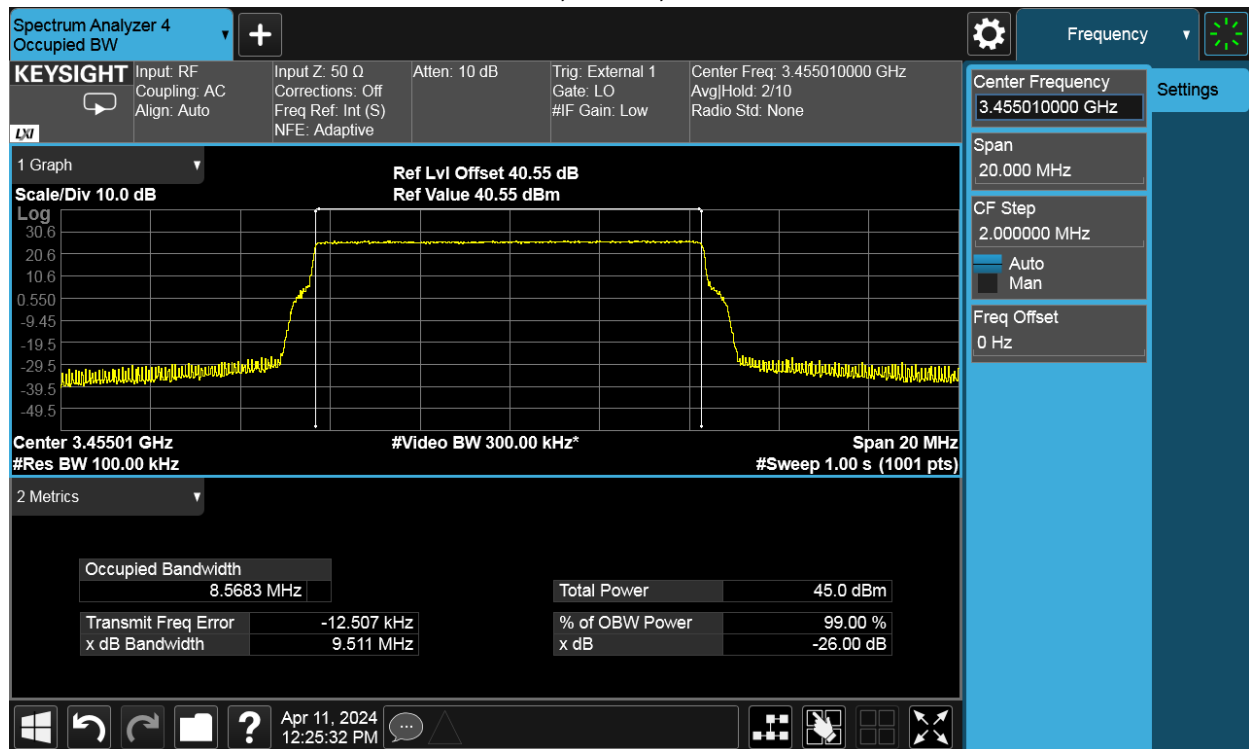 Spectrum Analyzer 4
Occupied BW
+
Frequency
KEYSIGHT
LXI
Input: RF
Coupling: AC
Align: Auto
Input Z: 50 Ω
Corrections: Off
Freq Ref: Int (S)
NFE: Adaptive
Atten: 10 dB
Trig: External 1
Gate: LO
#IF Gain: Low
Center Freq: 3.455010000 GHz
Avg|Hold: 2/10
Radio Std: None
Center Frequency
3.455010000 GHz
Settings
Span
20.000 MHz
CF Step
2.000000 MHz
Auto
Man
Freq Offset
0 Hz
1 Graph
Scale/Div 10.0 dB
Ref Lvl Offset 40.55 dB
Ref Value 40.55 dBm
Log
30.6
20.6
10.6
0.550
-9.45
-19.5
-29.5
-39.5
-49.5
Center 3.45501 GHz
#Video BW 300.00 kHz*
Span 20 MHz
#Res BW 100.00 kHz
#Sweep 1.00 s (1001 pts)
2 Metrics
Occupied Bandwidth
8.5683 MHz
Total Power 45.0 dBm
Transmit Freq Error -12.507 kHz
% of OBW Power 99.00 %
x dB Bandwidth 9.511 MHz
x dB -26.00 dB
?
Apr 11, 2024
12:25:32 PM